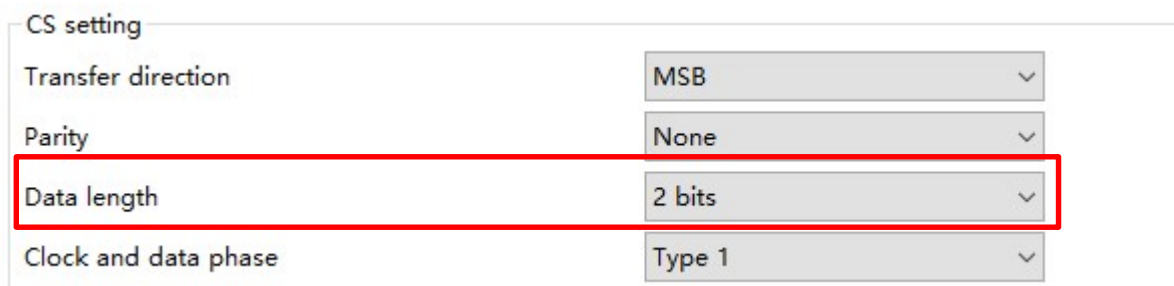 CS setting
Transfer direction MSB
Parity None
Data length 2 bits
Clock and data phase Type 1